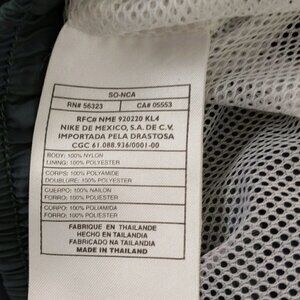 SO-NCA
RN# 56323 CA# 05553
RFC# NME 920220 KL4
NIKE DE MEXICO, S.A. DE C.V.
IMPORTADA PELA DRASTOSA
CGC 61.088.936/0001-00
BODY: 100% NYLON
LINING: 100% POLYESTER
CORPS: 100% POLYAMIDE
DOUBLURE: 100% POLYESTER
CUERPO: 100% NAILON
FORRO: 100% POLIESTER
CORPO: 100% POLIAMIDA
FORRO: 100% POLIESTER
FABRIQUE EN THAILANDE
HECHO EN TAILANDIA
FABRICADO NA TAILANDIA
MADE IN THAILAND